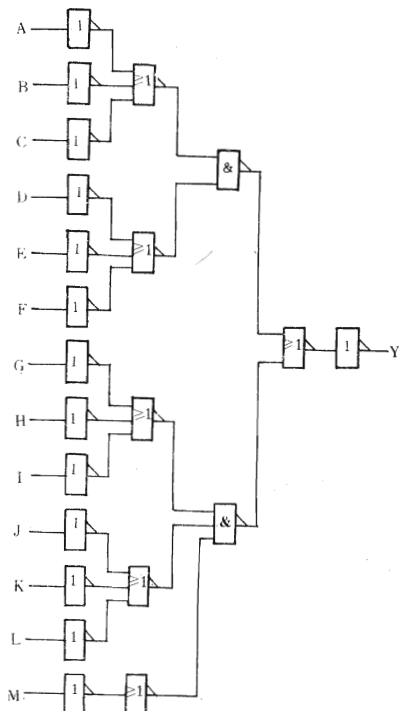 A 1
≥1
B 1
C 1
&
D 1
≥1
E 1
F 1
≥1 1 Y
G 1
≥1
H 1
I 1
&
J 1
≥1
K 1
L 1
M 1 ≥1